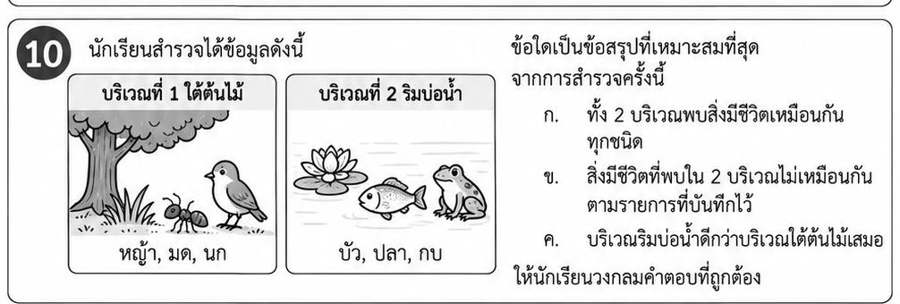 10
นักเรียนสำรวจได้ข้อมูลดังนี้
บริเวณที่ 1 ใต้ต้นไม้
หญ้า, มด, นก
บริเวณที่ 2 ริมบ่อน้ำ
บัว, ปลา, กบ
ข้อใดเป็นข้อสรุปที่เหมาะสมที่สุด
จากการสำรวจครั้งนี้
ก. ทั้ง 2 บริเวณพบสิ่งมีชีวิตเหมือนกัน
ทุกชนิด
ข. สิ่งมีชีวิตที่พบใน 2 บริเวณไม่เหมือนกัน
ตามรายการที่บันทึกไว้
ค. บริเวณริมบ่อน้ำดีกว่าบริเวณใต้ต้นไม้เสมอ
ให้นักเรียนวงกลมคำตอบที่ถูกต้อง